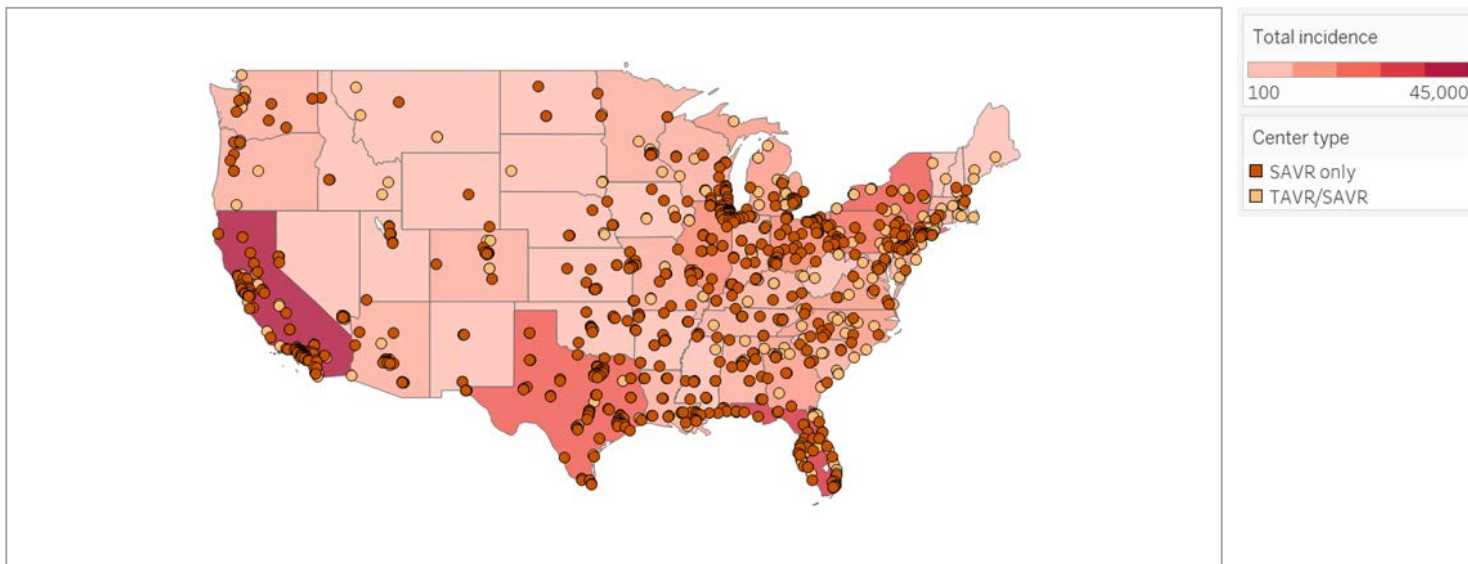 Total incidence
100 45,000
Center type
SAVR only
TAVR/SAVR